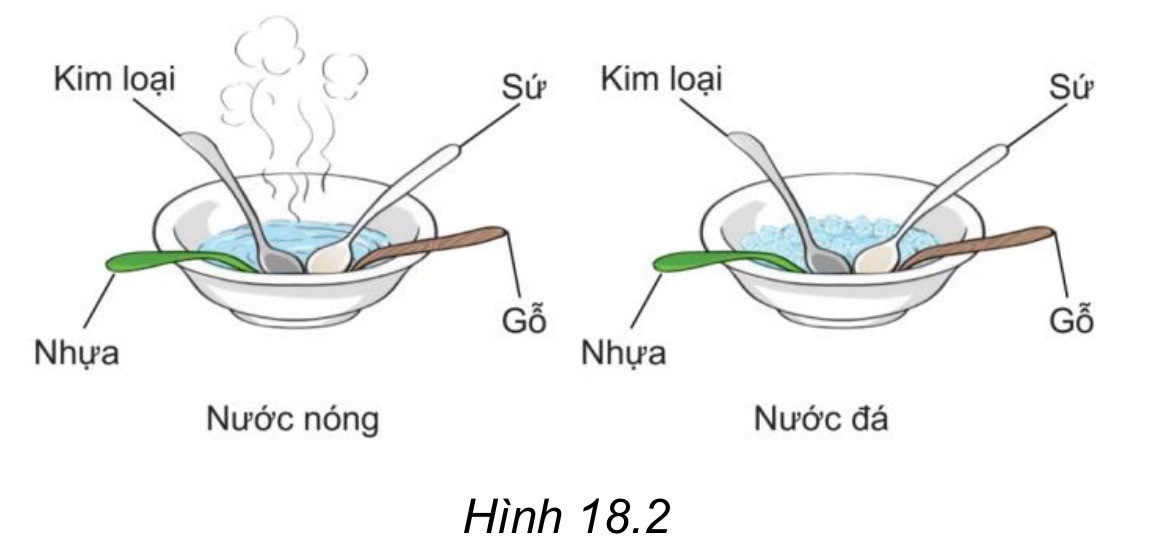 Kim loại
Sứ
Nhựa
Gỗ
Nước nóng
Kim loại
Sứ
Nhựa
Gỗ
Nước đá
Hình 18.2